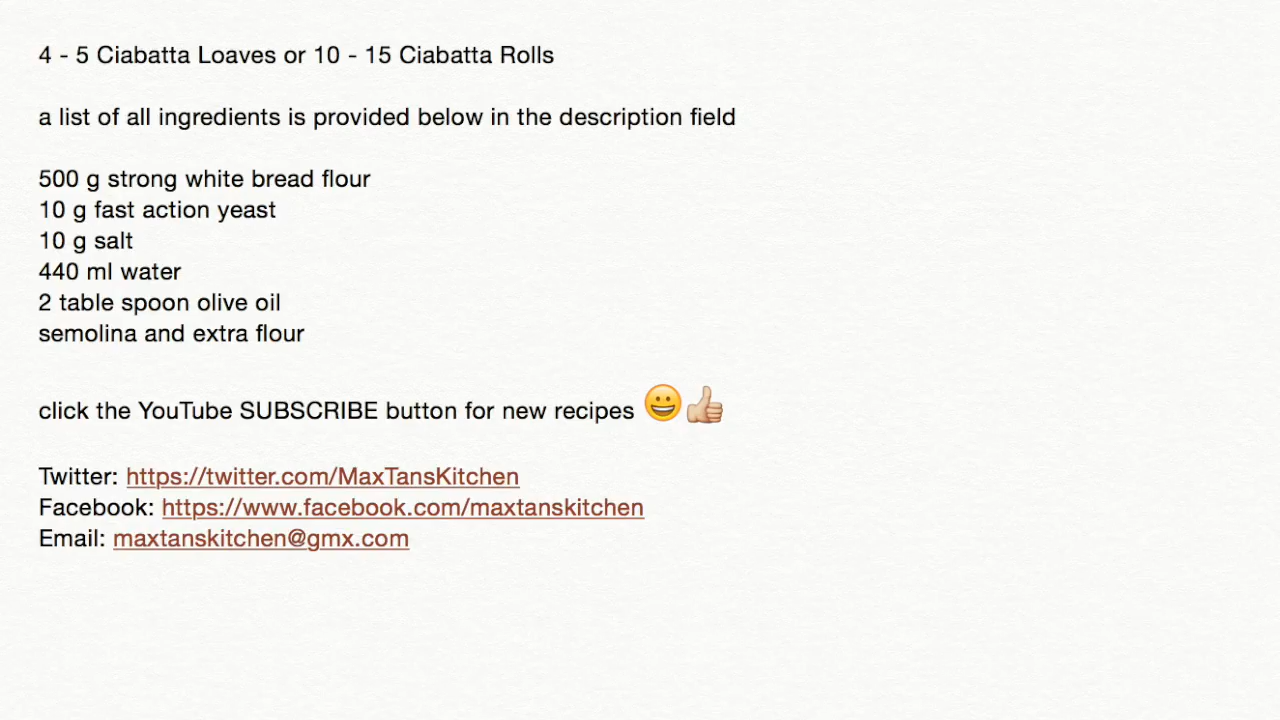 4 - 5 Ciabatta Loaves or 10 - 15 Ciabatta Rolls
a list of all ingredients is provided below in the description field
500 g strong white bread flour
10 g fast action yeast
10 g salt
440 ml water
2 table spoon olive oil
semolina and extra flour
click the YouTube SUBSCRIBE button for new recipes 😀👍🏼
Twitter: https://twitter.com/MaxTansKitchen
Facebook: https://www.facebook.com/maxtanskitchen
Email: maxtanskitchen@gmx.com